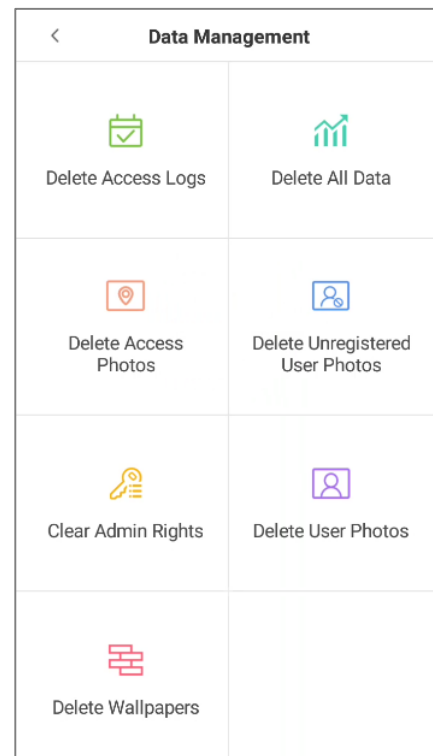 Data Management
Delete Access Logs
Delete All Data
Delete Access
Photos
Delete Unregistered
User Photos
Clear Admin Rights
Delete User Photos
Delete Wallpapers